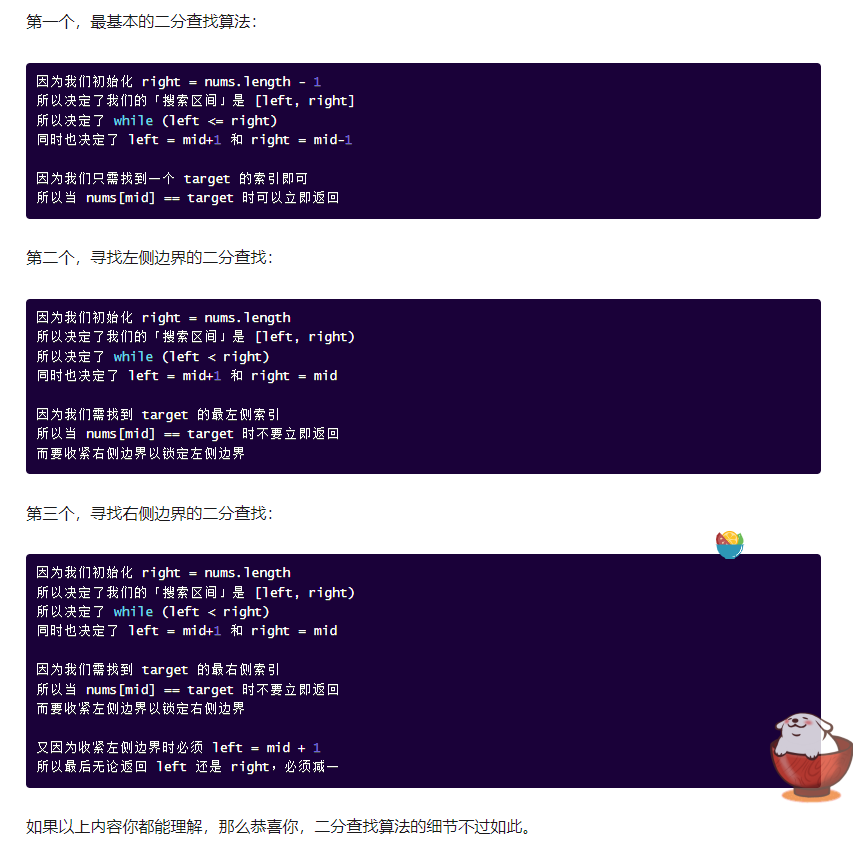 第一个，最基本的二分查找算法：
因为我们初始化 right = nums.length - 1
所以决定了我们的「搜索区间」是 [left, right]
所以决定了 while (left <= right)
同时也决定了 left = mid+1 和 right = mid-1
因为我们只需找到一个 target 的索引即可
所以当 nums[mid] == target 时可以立即返回
第二个，寻找左侧边界的二分查找：
因为我们初始化 right = nums.length
所以决定了我们的「搜索区间」是 [left, right)
所以决定了 while (left < right)
同时也决定了 left = mid+1 和 right = mid
因为我们需找到 target 的最左侧索引
所以当 nums[mid] == target 时不要立即返回
而要收紧右侧边界以锁定左侧边界
第三个，寻找右侧边界的二分查找：
因为我们初始化 right = nums.length
所以决定了我们的「搜索区间」是 [left, right)
所以决定了 while (left < right)
同时也决定了 left = mid+1 和 right = mid
因为我们需找到 target 的最右侧索引
所以当 nums[mid] == target 时不要立即返回
而要收紧左侧边界以锁定右侧边界
又因为收紧左侧边界时必须 left = mid + 1
所以最后无论返回 left 还是 right，必须减一
如果以上内容你都能理解，那么恭喜你，二分查找算法的细节不过如此。